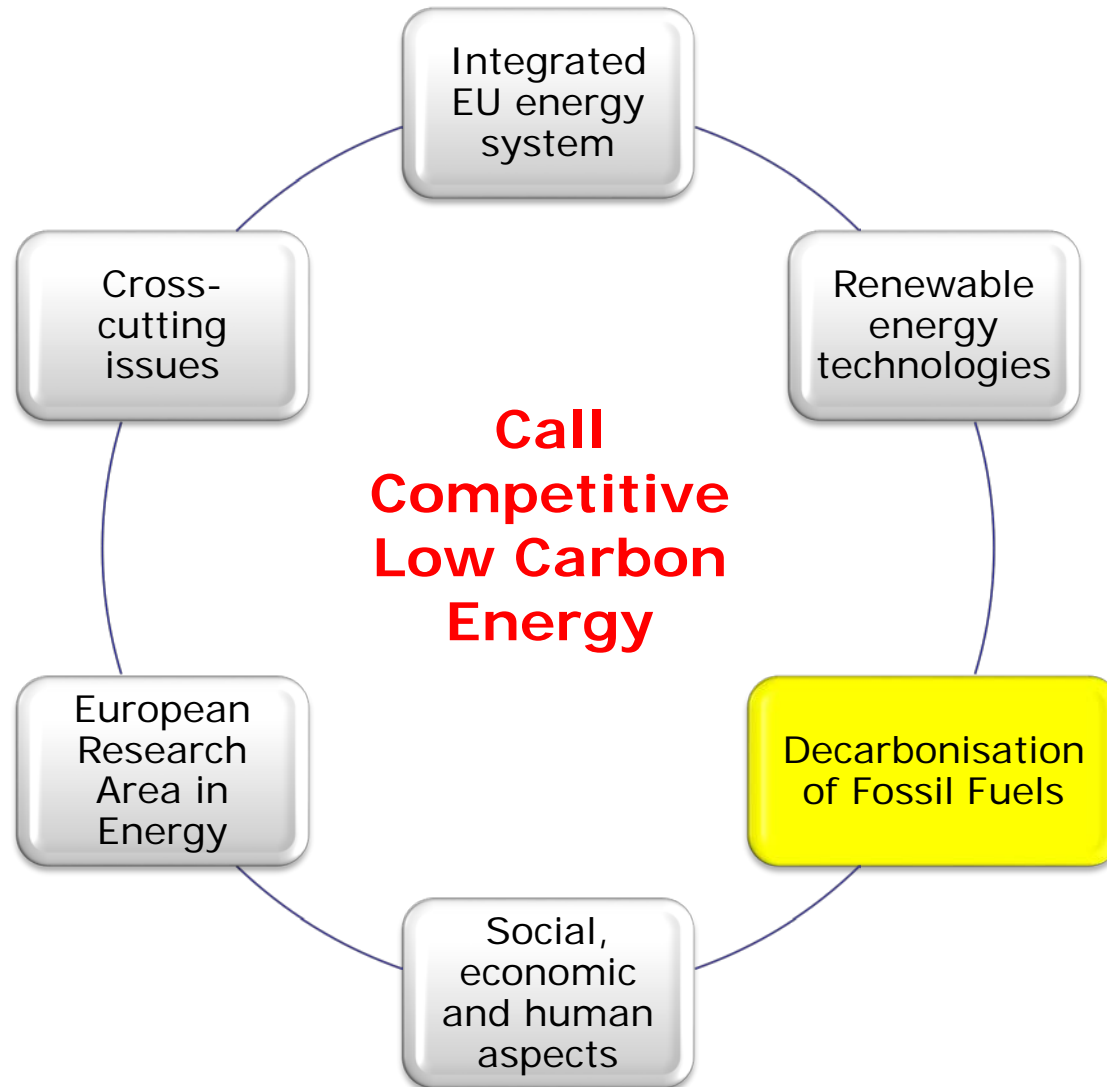 Integrated
EU energy
system
Cross-
cutting
issues
Renewable
energy
technologies
Call
Competitive
Low Carbon
Energy
European
Research
Area in
Energy
Decarbonisation
of Fossil Fuels
Social,
economic
and human
aspects